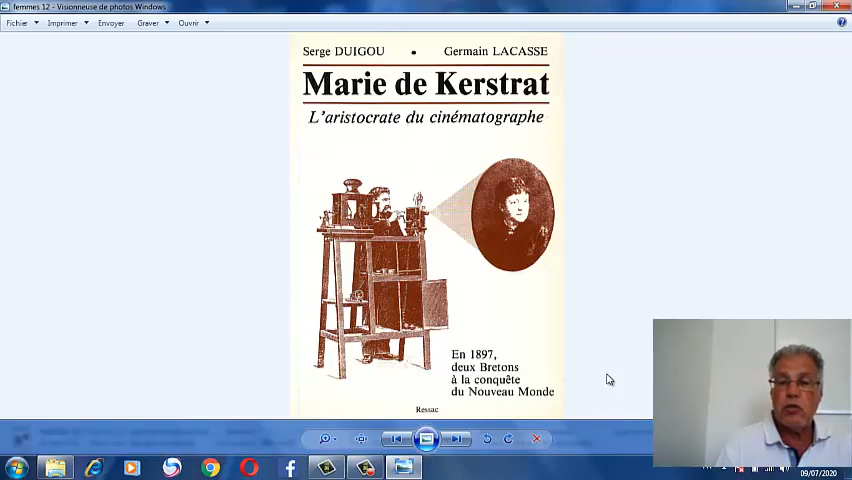 femmes 12 - Visionneuse de photos Windows
Fichier Imprimer Envoyer Graver Ouvrir
Serge DUIGOU • Germain LACASSE
Marie de Kerstrat
L'aristocrate du cinématographe
En 1897,
deux Bretons
à la conquête
du Nouveau Monde
Ressac
FR
09/07/2020